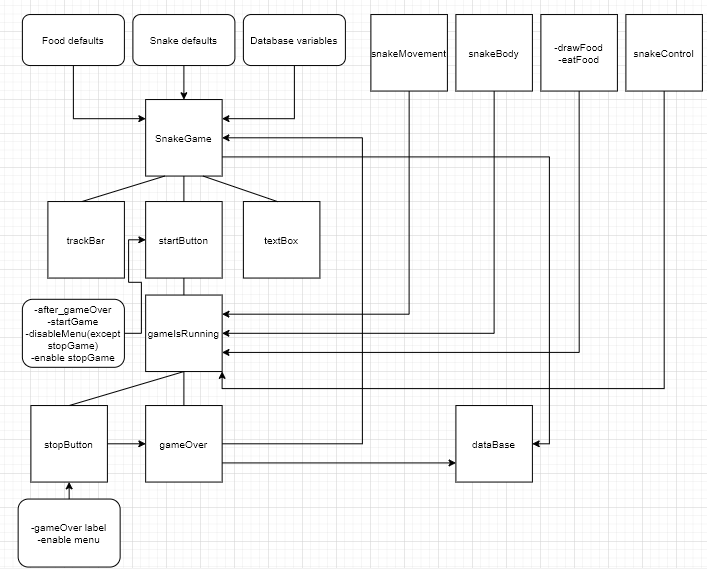 Food defaults
Snake defaults
Database variables
snakeMovement
snakeBody
-drawFood
-eatFood
snakeControl
SnakeGame
trackBar
startButton
textBox
-after_gameOver
-startGame
-disableMenu(except
stopGame)
-enable stopGame
gameIsRunning
stopButton
gameOver
dataBase
-gameOver label
-enable menu